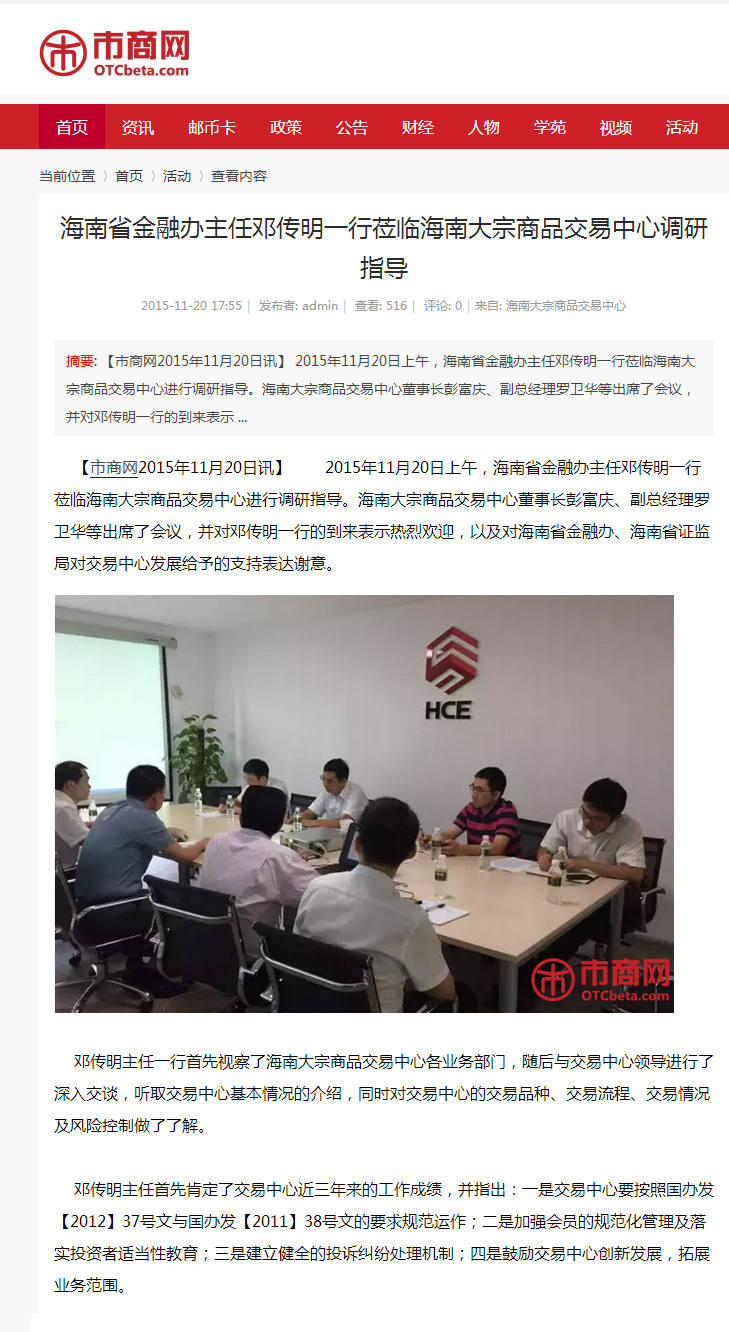 市商网
OTCbeta.com
首页 资讯 邮币卡 政策 公告 财经 人物 学苑 视频 活动
当前位置 〉首页 〉活动 〉查看内容
海南省金融办主任邓传明一行莅临海南大宗商品交易中心调研
指导
2015-11-20 17:55 | 发布者: admin | 查看: 516 | 评论: 0 | 来自: 海南大宗商品交易中心
摘要: 【市商网2015年11月20日讯】 2015年11月20日上午，海南省金融办主任邓传明一行莅临海南大
宗商品交易中心进行调研指导。海南大宗商品交易中心董事长彭富庆、副总经理罗卫华等出席了会议，
并对邓传明一行的到来表示 ...
【市商网2015年11月20日讯】 2015年11月20日上午，海南省金融办主任邓传明一行
莅临海南大宗商品交易中心进行调研指导。海南大宗商品交易中心董事长彭富庆、副总经理罗
卫华等出席了会议，并对邓传明一行的到来表示热烈欢迎，以及对海南省金融办、海南省证监
局对交易中心发展给予的支持表达谢意。
HCE
市商网
OTCbeta.com
邓传明主任一行首先视察了海南大宗商品交易中心各业务部门，随后与交易中心领导进行了
深入交谈，听取交易中心基本情况的介绍，同时对交易中心的交易品种、交易流程、交易情况
及风险控制做了了解。
邓传明主任首先肯定了交易中心近三年来的工作成绩，并指出：一是交易中心要按照国办发
【2012】37号文与国办发【2011】38号文的要求规范运作；二是加强会员的规范化管理及落
实投资者适当性教育；三是建立健全的投诉纠纷处理机制；四是鼓励交易中心创新发展，拓展
业务范围。